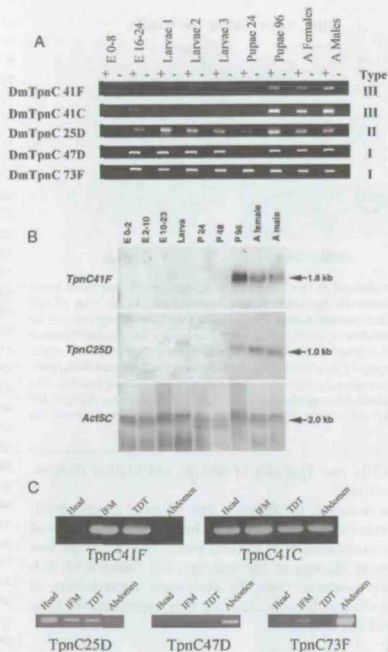 A
E 0-8
E 16-24
Larvae 1
Larvae 2
Larvae 3
Pupae 24
Pupae 96
A Females
A Males
+ - + - + - + - + - + - + - + - + - Type
DmTpnC 41F III
DmTpnC 41C III
DmTpnC 25D II
DmTpnC 47D I
DmTpnC 73F I
B
E 0-2
E 2-10
E 10-23
Larva
P 24
P 48
P 96
A female
A male
TpnC41F 1.8 kb
TpnC25D 1.0 kb
Act5C 2.0 kb
C
Head IFM TDT Abdomen
TpnC41F
Head IFM TDT Abdomen
TpnC41C
Head IFM TDT Abdomen
TpnC25D
Head IFM TDT Abdomen
TpnC47D
Head IFM TDT Abdomen
TpnC73F